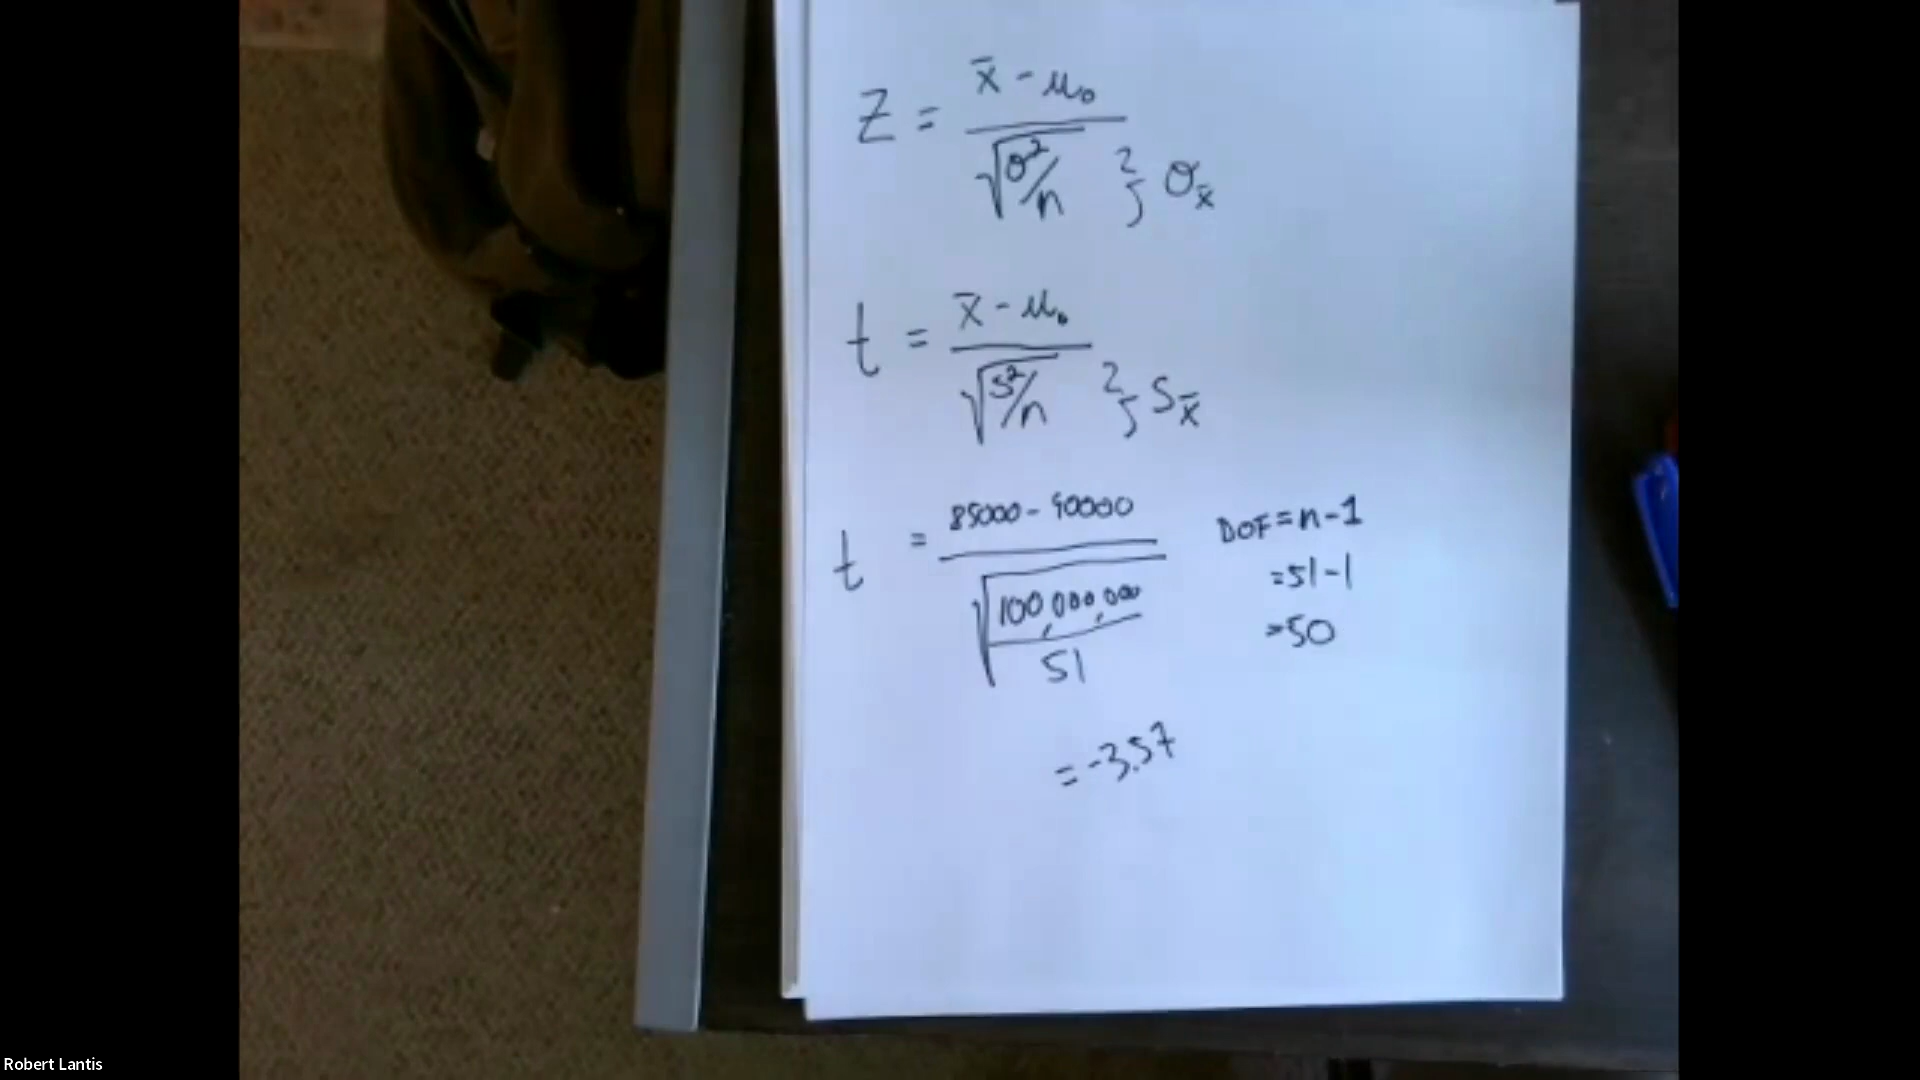 Z = x̄ - μ₀ / √σ²/n } σx̄
t = x̄ - μ₀ / √s²/n } sx̄
t = 85000 - 90000 / √100,000,000 / 51
DOF = n - 1
= 51 - 1
= 50
= -3.57
Robert Lantis